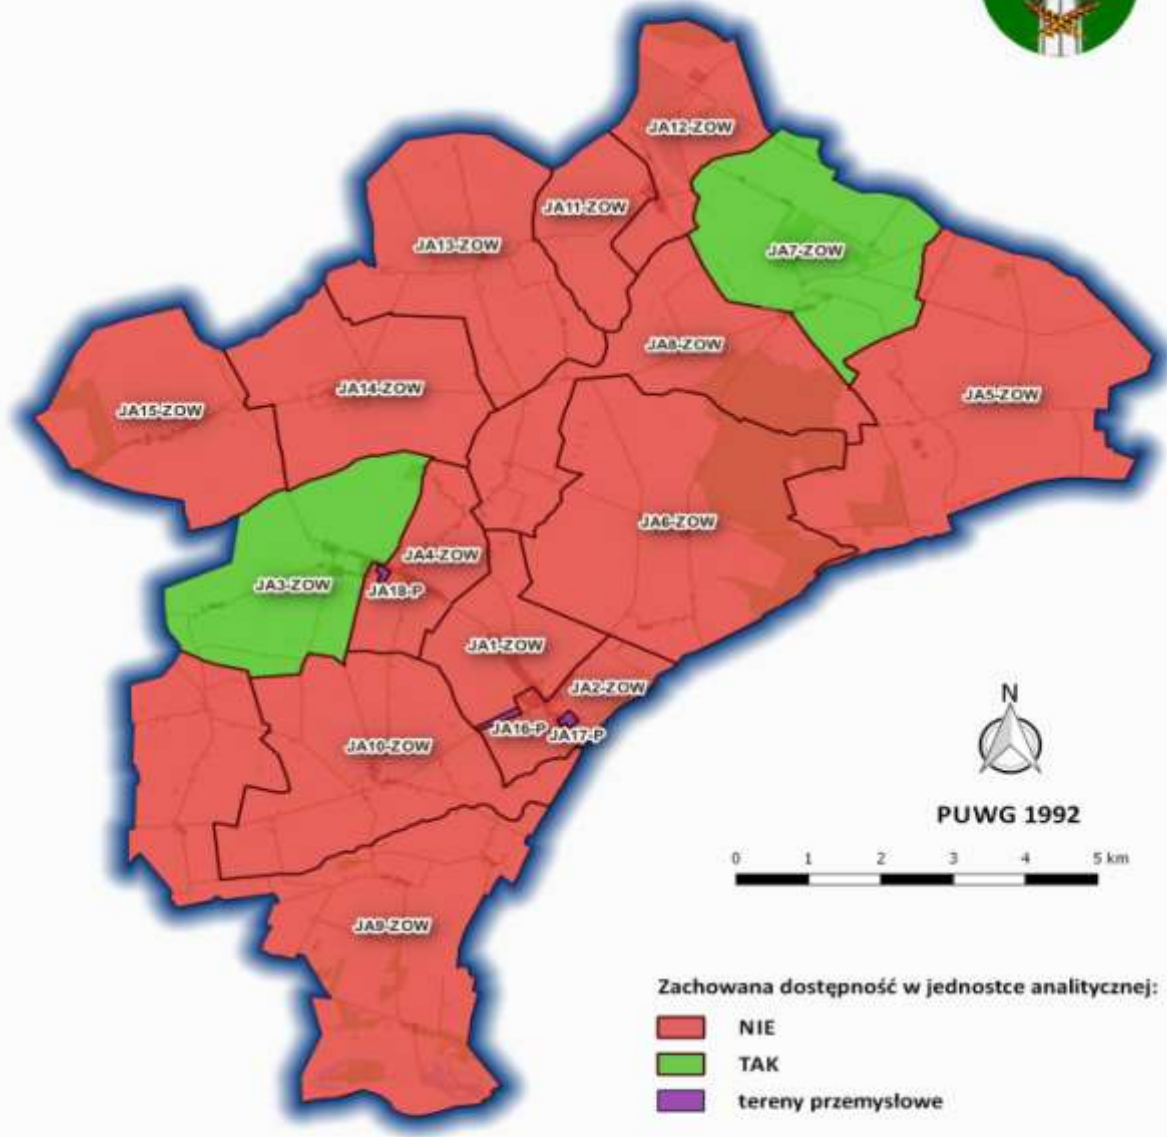 JA12-ZOW
JA11-ZOW
JA13-ZOW
JA7-ZOW
JA8-ZOW
JA14-ZOW
JA5-ZOW
JA15-ZOW
JA6-ZOW
JA4-ZOW
JA3-ZOW
JA18-P
JA1-ZOW
JA2-ZOW
JA16-P
JA17-P
JA10-ZOW
JA9-ZOW
N
PUWG 1992
0 1 2 3 4 5 km
Zachowana dostępność w jednostce analitycznej:
NIE
TAK
tereny przemysłowe